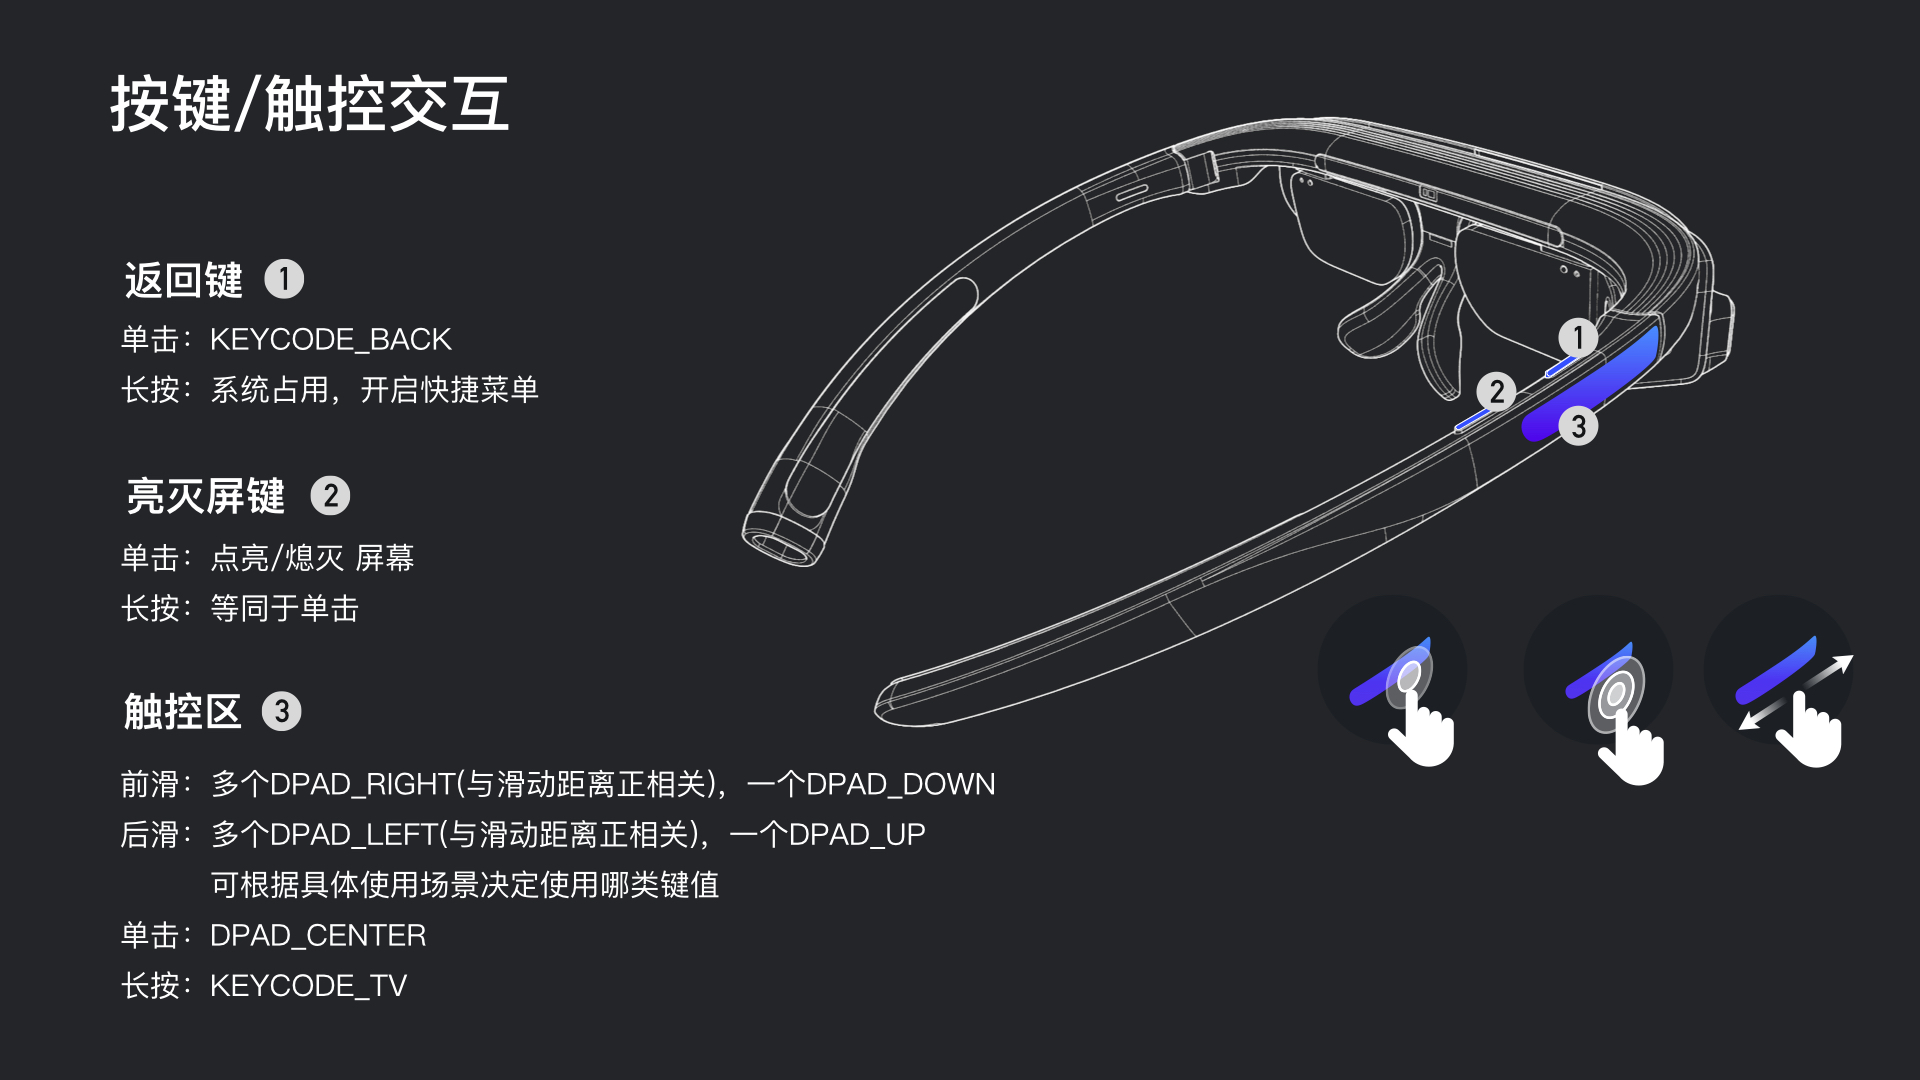 按键/触控交互
返回键 1
单击：KEYCODE_BACK
长按：系统占用，开启快捷菜单
亮灭屏键 2
单击：点亮/熄灭 屏幕
长按：等同于单击
触控区 3
前滑：多个DPAD_RIGHT(与滑动距离正相关)，一个DPAD_DOWN
后滑：多个DPAD_LEFT(与滑动距离正相关)，一个DPAD_UP
可根据具体使用场景决定使用哪类键值
单击：DPAD_CENTER
长按：KEYCODE_TV
1
2
3